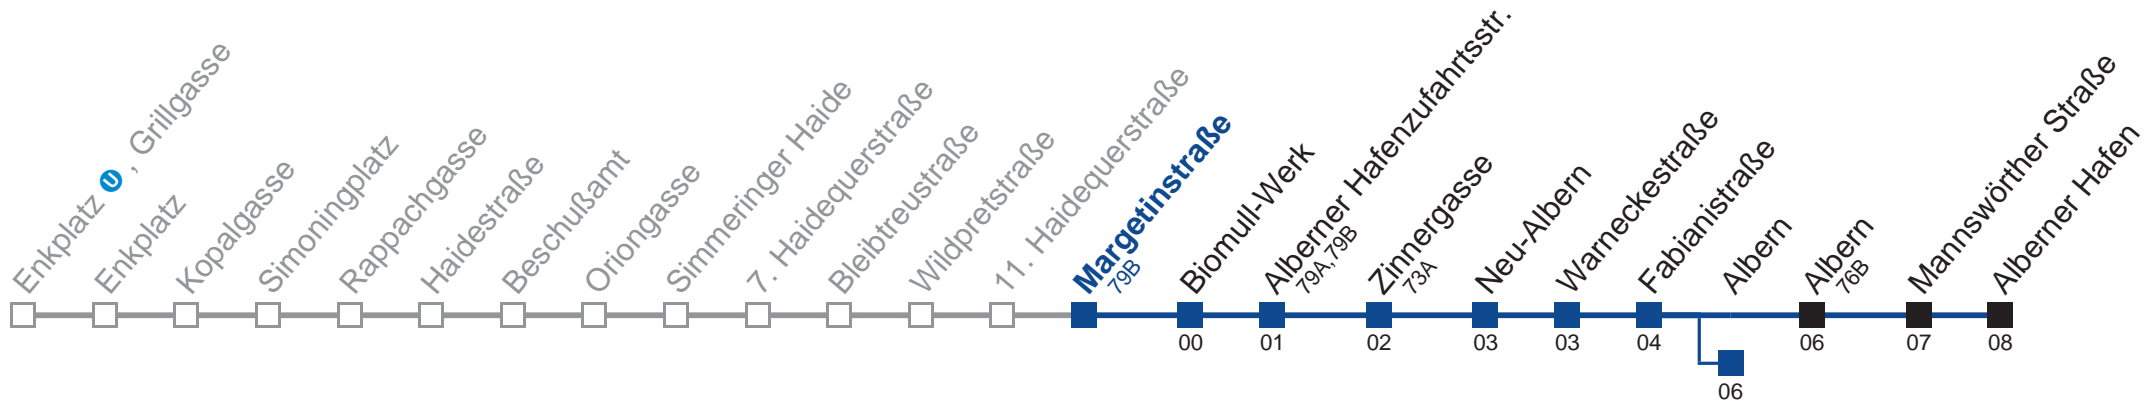 Enkplatz U , Grillgasse
Enkplatz
Kopalgasse
Simoningplatz
Rappachgasse
Haidestraße
Beschußamt
Oriongasse
Simmeringer Haide
7. Haidequerstraße
Bleibtreustraße
Wildpretstraße
11. Haidequerstraße
Margetinstraße
79B
Biomull-Werk
Alberner Hafenzufahrtsstr.
79A,79B
Zinnergasse
73A
Neu-Albern
Warneckestraße
Fabianistraße
Albern
Albern
76B
Mannswörther Straße
Alberner Hafen
00
01
02
03
03
04
06
07
08
06